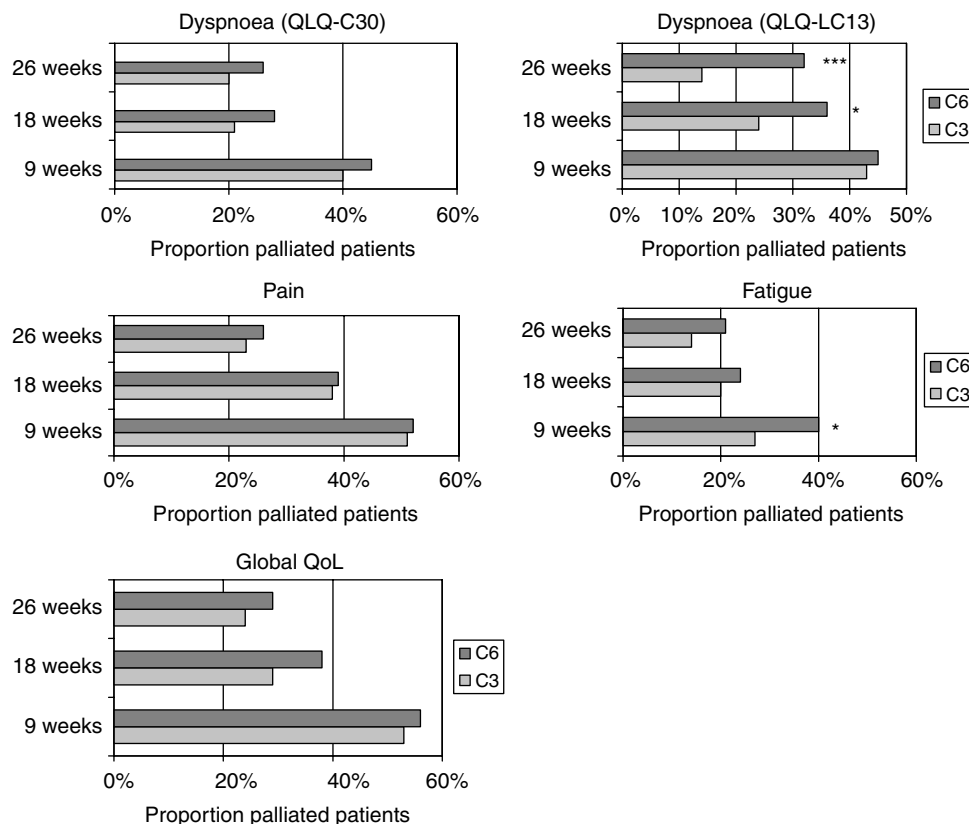 Dyspnoea (QLQ-C30)
26 weeks
18 weeks
9 weeks
0% 20% 40% 60%
Proportion palliated patients
Dyspnoea (QLQ-LC13)
26 weeks
***
18 weeks
*
9 weeks
0% 10% 20% 30% 40% 50%
Proportion palliated patients
C6
C3
Pain
26 weeks
18 weeks
9 weeks
0% 20% 40% 60%
Proportion palliated patients
Fatigue
26 weeks
18 weeks
9 weeks
*
0% 20% 40% 60%
Proportion palliated patients
C6
C3
Global QoL
26 weeks
18 weeks
9 weeks
0% 20% 40% 60%
Proportion palliated patients
C6
C3